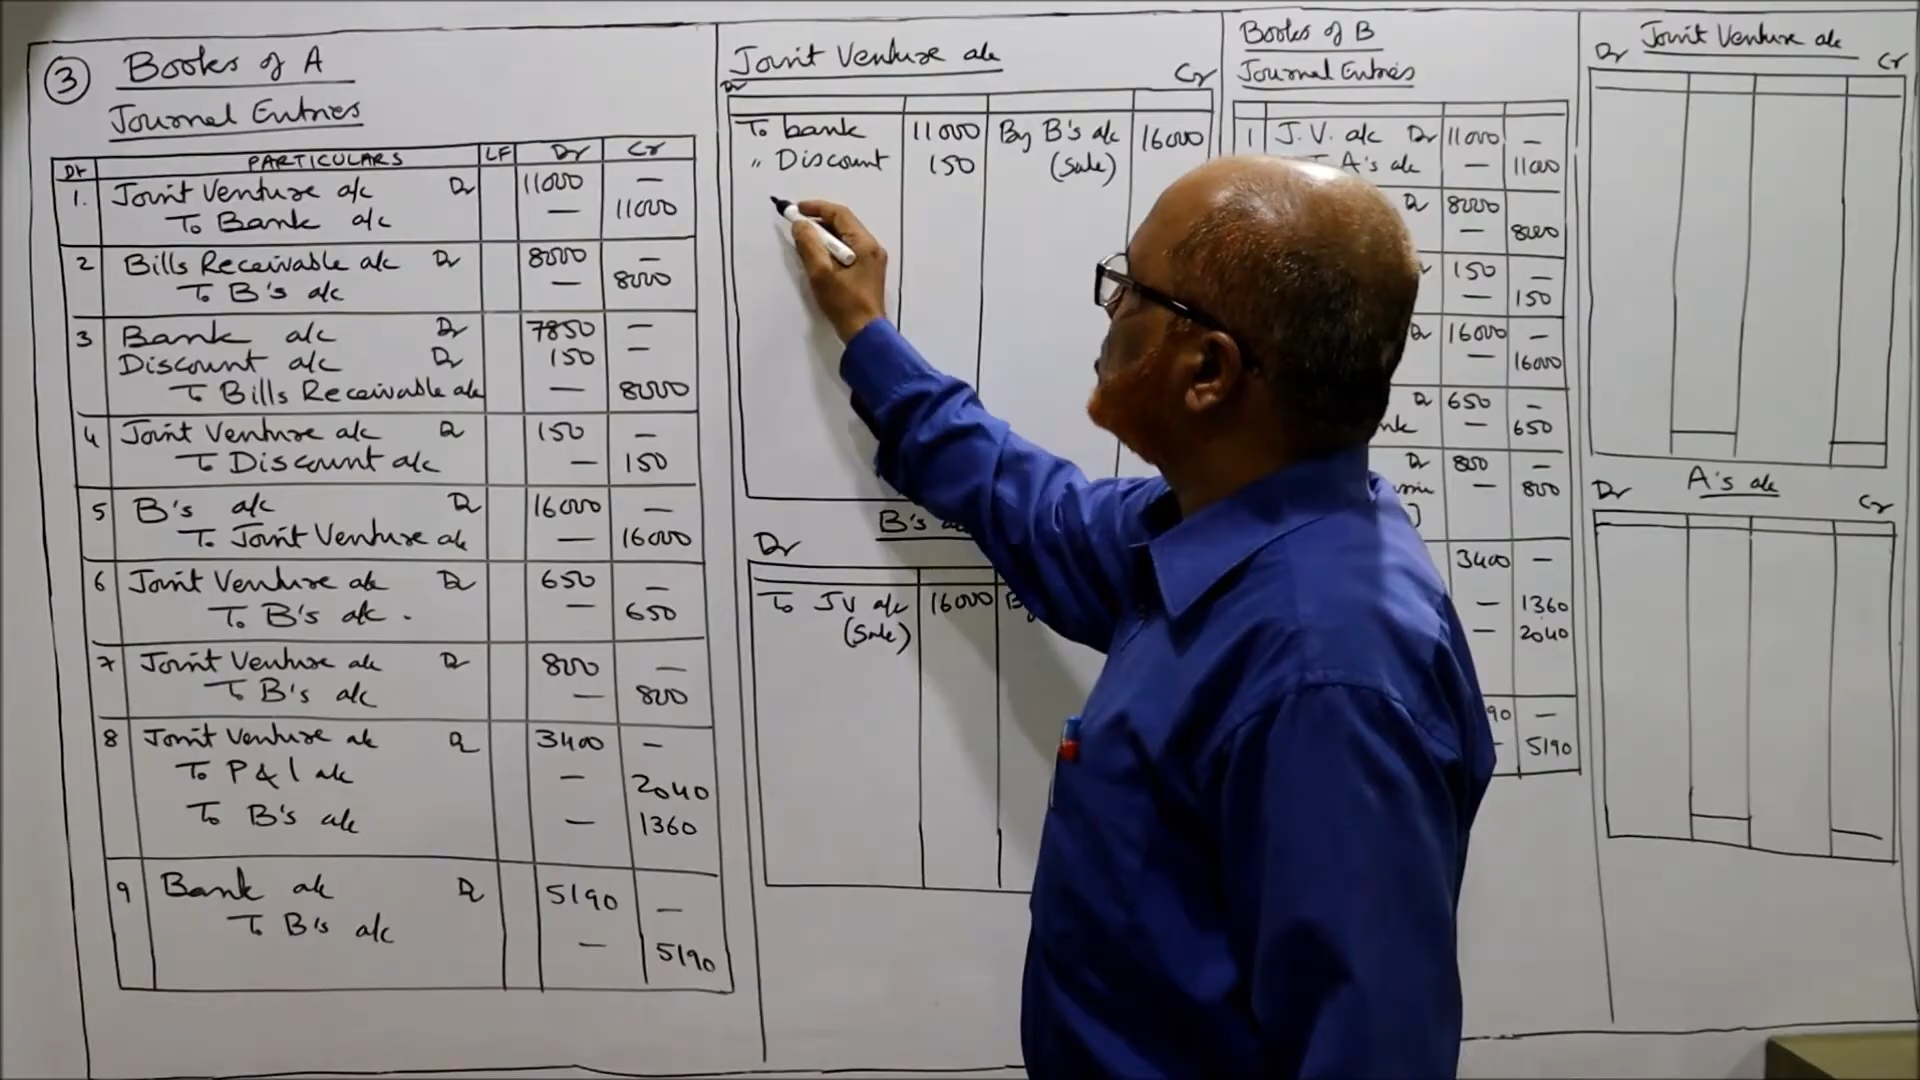 3 Books of A
Journal Entries
Dt PARTICULARS LF Dr Cr
1. Joint Venture a/c Dr 11000 —
To Bank a/c — 11000
2 Bills Receivable a/c Dr 8000 —
To B's a/c — 8000
3 Bank a/c Dr 7850 —
Discount a/c Dr 150 —
To Bills Receivable a/c — 8000
4 Joint Venture a/c Dr 150 —
To Discount a/c — 150
5 B's a/c Dr 16000 —
To Joint Venture a/c — 16000
6 Joint Venture a/c Dr 650 —
To B's a/c. — 650
7 Joint Venture a/c Dr 800 —
To B's a/c — 800
8 Joint Venture a/c Dr 3400 —
To P & L a/c — 2040
To B's a/c — 1360
9 Bank a/c Dr 5190 —
To B's a/c — 5190
Joint Venture a/c
Dr Cr
To bank 11000 By B's a/c 16000
" Discount 150 (Sale)
B's
Dr
To JV a/c 16000
(Sale)
Books of B
Journal Entries
1 J.V. a/c Dr 11000 —
A's a/c — 11000
Dr 8000
— 8000
150 —
— 150
Dr 16000 —
— 16000
Dr 650 —
— 650
Dr 800 —
— 800
3400 —
— 1360
— 2040
90 —
— 5190
Joint Venture a/c
Dr Cr
A's a/c
Dr Cr